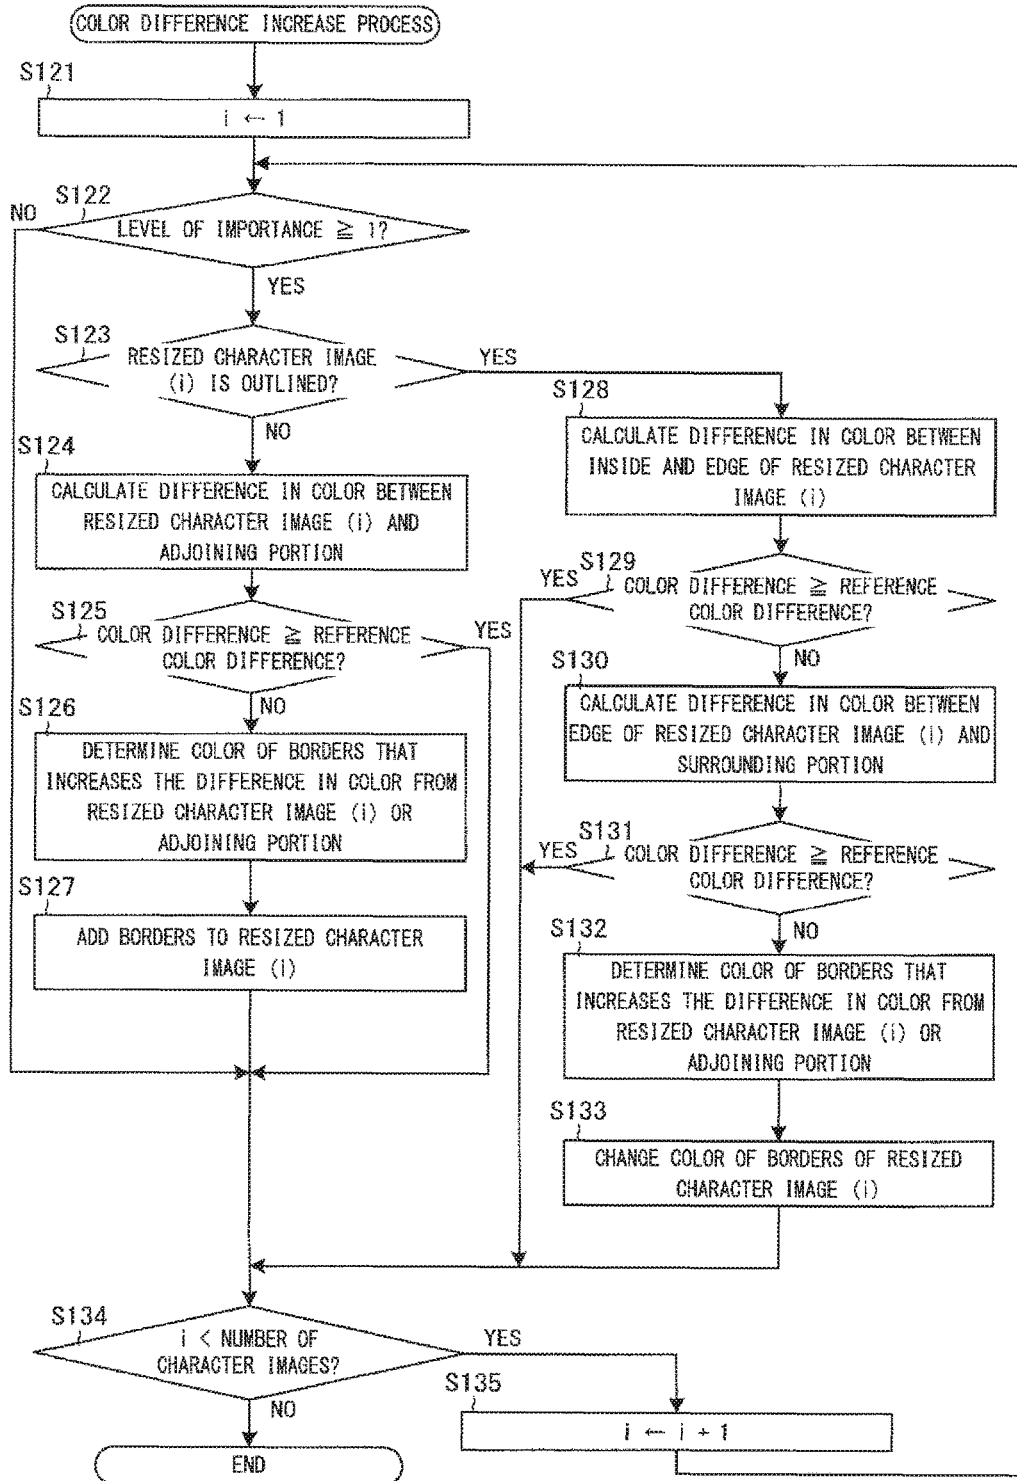 COLOR DIFFERENCE INCREASE PROCESS
S121
i ← 1
S122
NO
LEVEL OF IMPORTANCE ≧ 1?
YES
S123
RESIZED CHARACTER IMAGE
(i) IS OUTLINED?
YES
NO
S124
CALCULATE DIFFERENCE IN COLOR BETWEEN
RESIZED CHARACTER IMAGE (i) AND
ADJOINING PORTION
S125
COLOR DIFFERENCE ≧ REFERENCE
COLOR DIFFERENCE?
YES
NO
S126
DETERMINE COLOR OF BORDERS THAT
INCREASES THE DIFFERENCE IN COLOR FROM
RESIZED CHARACTER IMAGE (i) OR
ADJOINING PORTION
S127
ADD BORDERS TO RESIZED CHARACTER
IMAGE (i)
S128
CALCULATE DIFFERENCE IN COLOR BETWEEN
INSIDE AND EDGE OF RESIZED CHARACTER
IMAGE (i)
S129
YES
COLOR DIFFERENCE ≧ REFERENCE
COLOR DIFFERENCE?
NO
S130
CALCULATE DIFFERENCE IN COLOR BETWEEN
EDGE OF RESIZED CHARACTER IMAGE (i) AND
SURROUNDING PORTION
S131
YES
COLOR DIFFERENCE ≧ REFERENCE
COLOR DIFFERENCE?
NO
S132
DETERMINE COLOR OF BORDERS THAT
INCREASES THE DIFFERENCE IN COLOR FROM
RESIZED CHARACTER IMAGE (i) OR
ADJOINING PORTION
S133
CHANGE COLOR OF BORDERS OF RESIZED
CHARACTER IMAGE (i)
S134
i < NUMBER OF
CHARACTER IMAGES?
YES
NO
S135
i ← i + 1
END